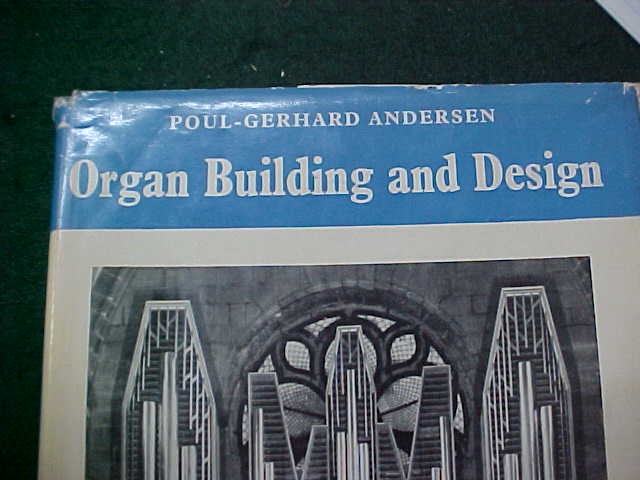 POUL-GERHARD ANDERSEN
Organ Building and Design